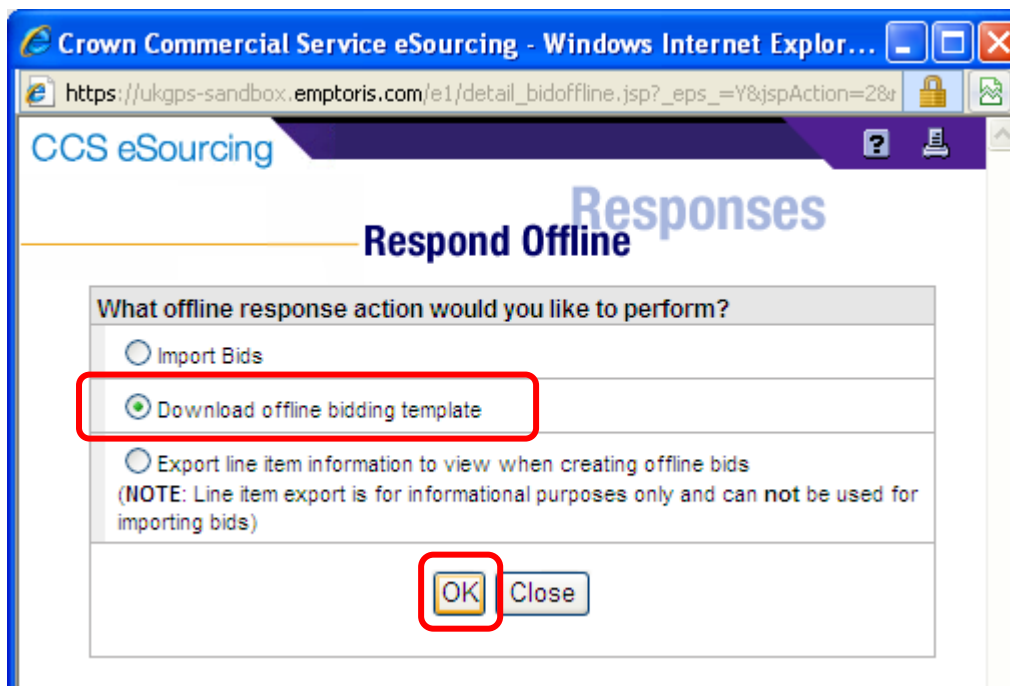 Crown Commercial Service eSourcing - Windows Internet Explor...
https://ukgps-sandbox.emptoris.com/e1/detail_bidoffline.jsp?_eps_=Y&jspAction=2&r
CCS eSourcing
?
Responses
Respond Offline
What offline response action would you like to perform?
Import Bids
Download offline bidding template
Export line item information to view when creating offline bids
(NOTE: Line item export is for informational purposes only and can not be used for
importing bids)
OK Close